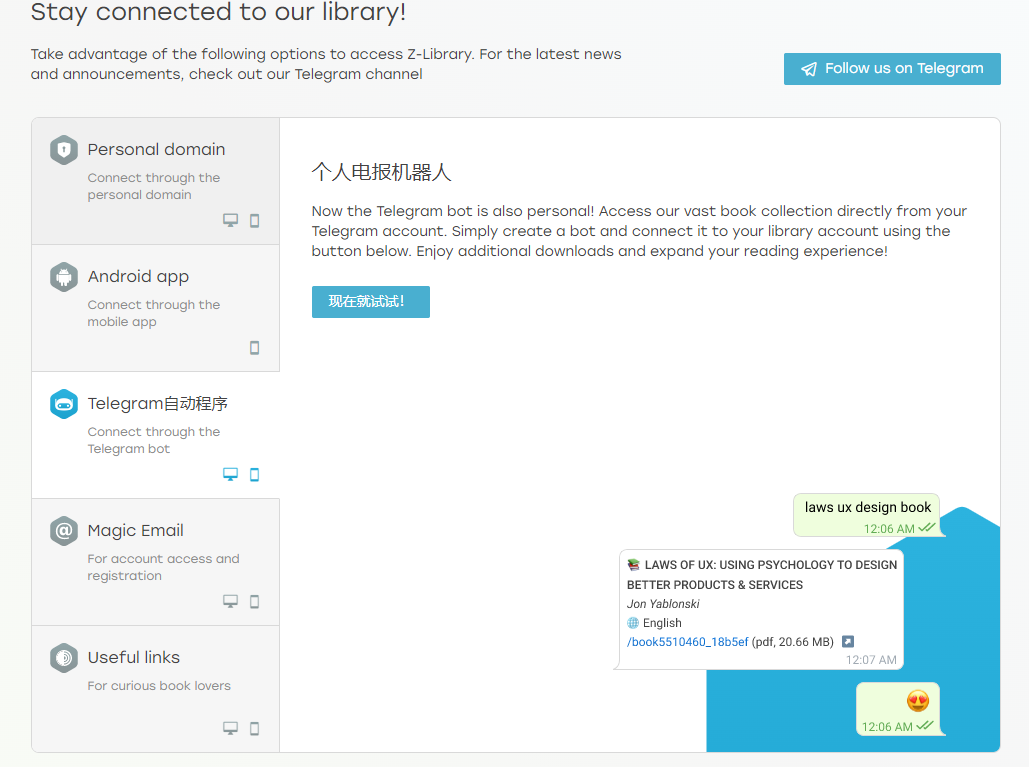 Stay connected to our library!
Take advantage of the following options to access Z-Library. For the latest news
and announcements, check out our Telegram channel
Follow us on Telegram
Personal domain
Connect through the
personal domain
Android app
Connect through the
mobile app
Telegram自动程序
Connect through the
Telegram bot
Magic Email
For account access and
registration
Useful links
For curious book lovers
个人电报机器人
Now the Telegram bot is also personal! Access our vast book collection directly from your
Telegram account. Simply create a bot and connect it to your library account using the
button below. Enjoy additional downloads and expand your reading experience!
现在就试试!
laws ux design book
12:06 AM
LAWS OF UX: USING PSYCHOLOGY TO DESIGN
BETTER PRODUCTS & SERVICES
Jon Yablonski
English
/book5510460_18b5ef (pdf, 20.66 MB)
12:07 AM
12:06 AM